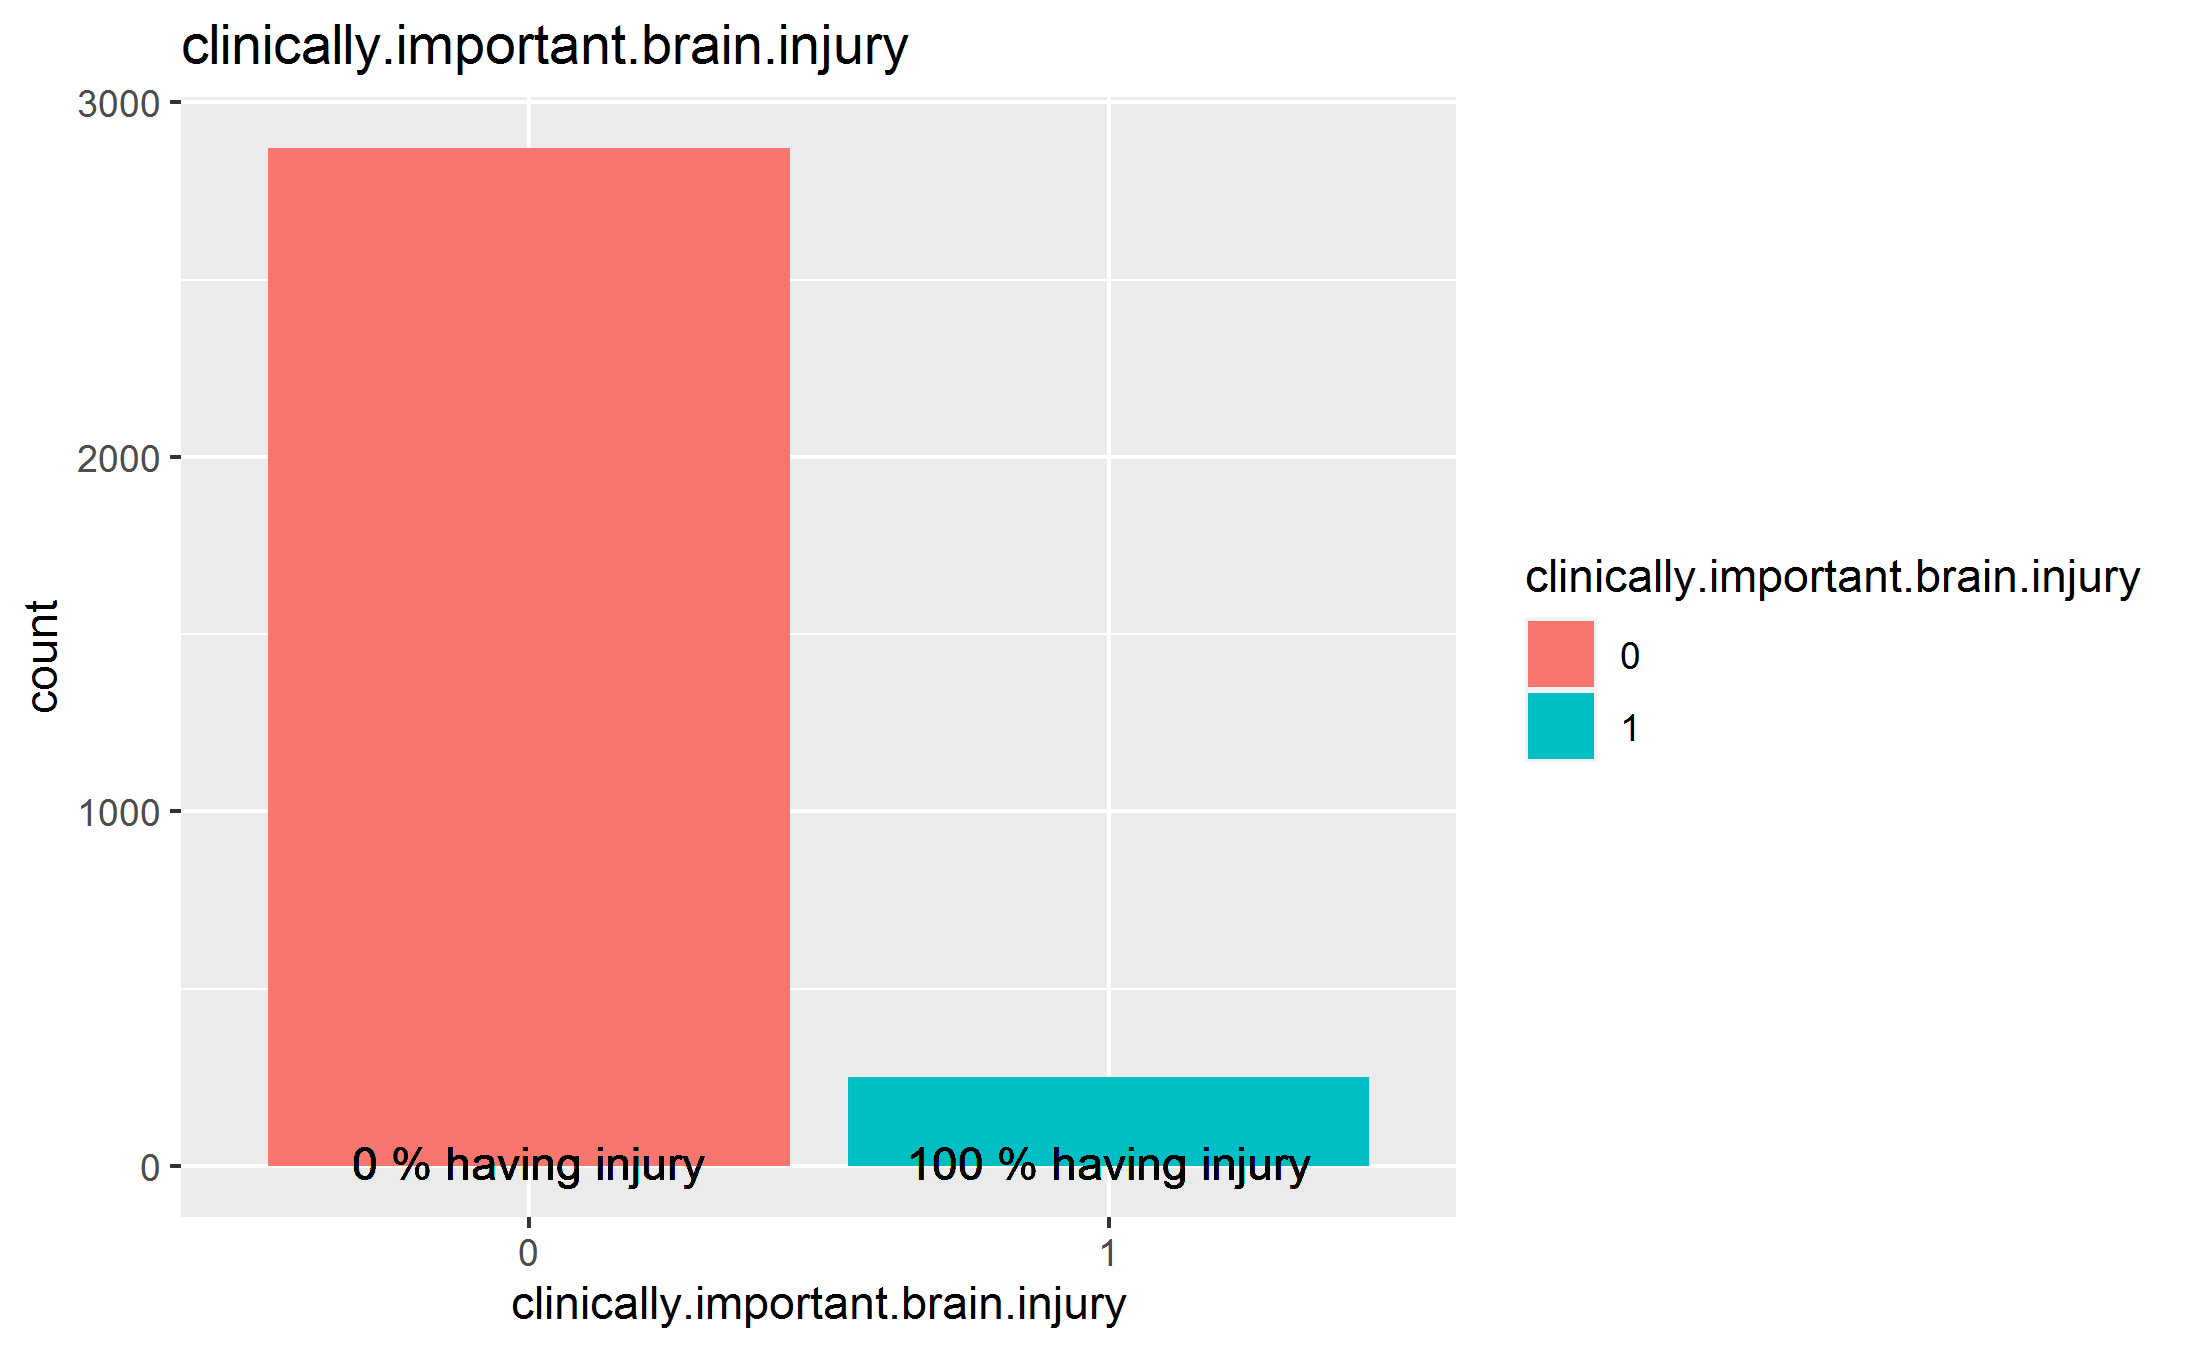 clinically.important.brain.injury
3000
2000
1000
0
count
0 % having injury
100 % having injury
0
1
clinically.important.brain.injury
clinically.important.brain.injury
0
1